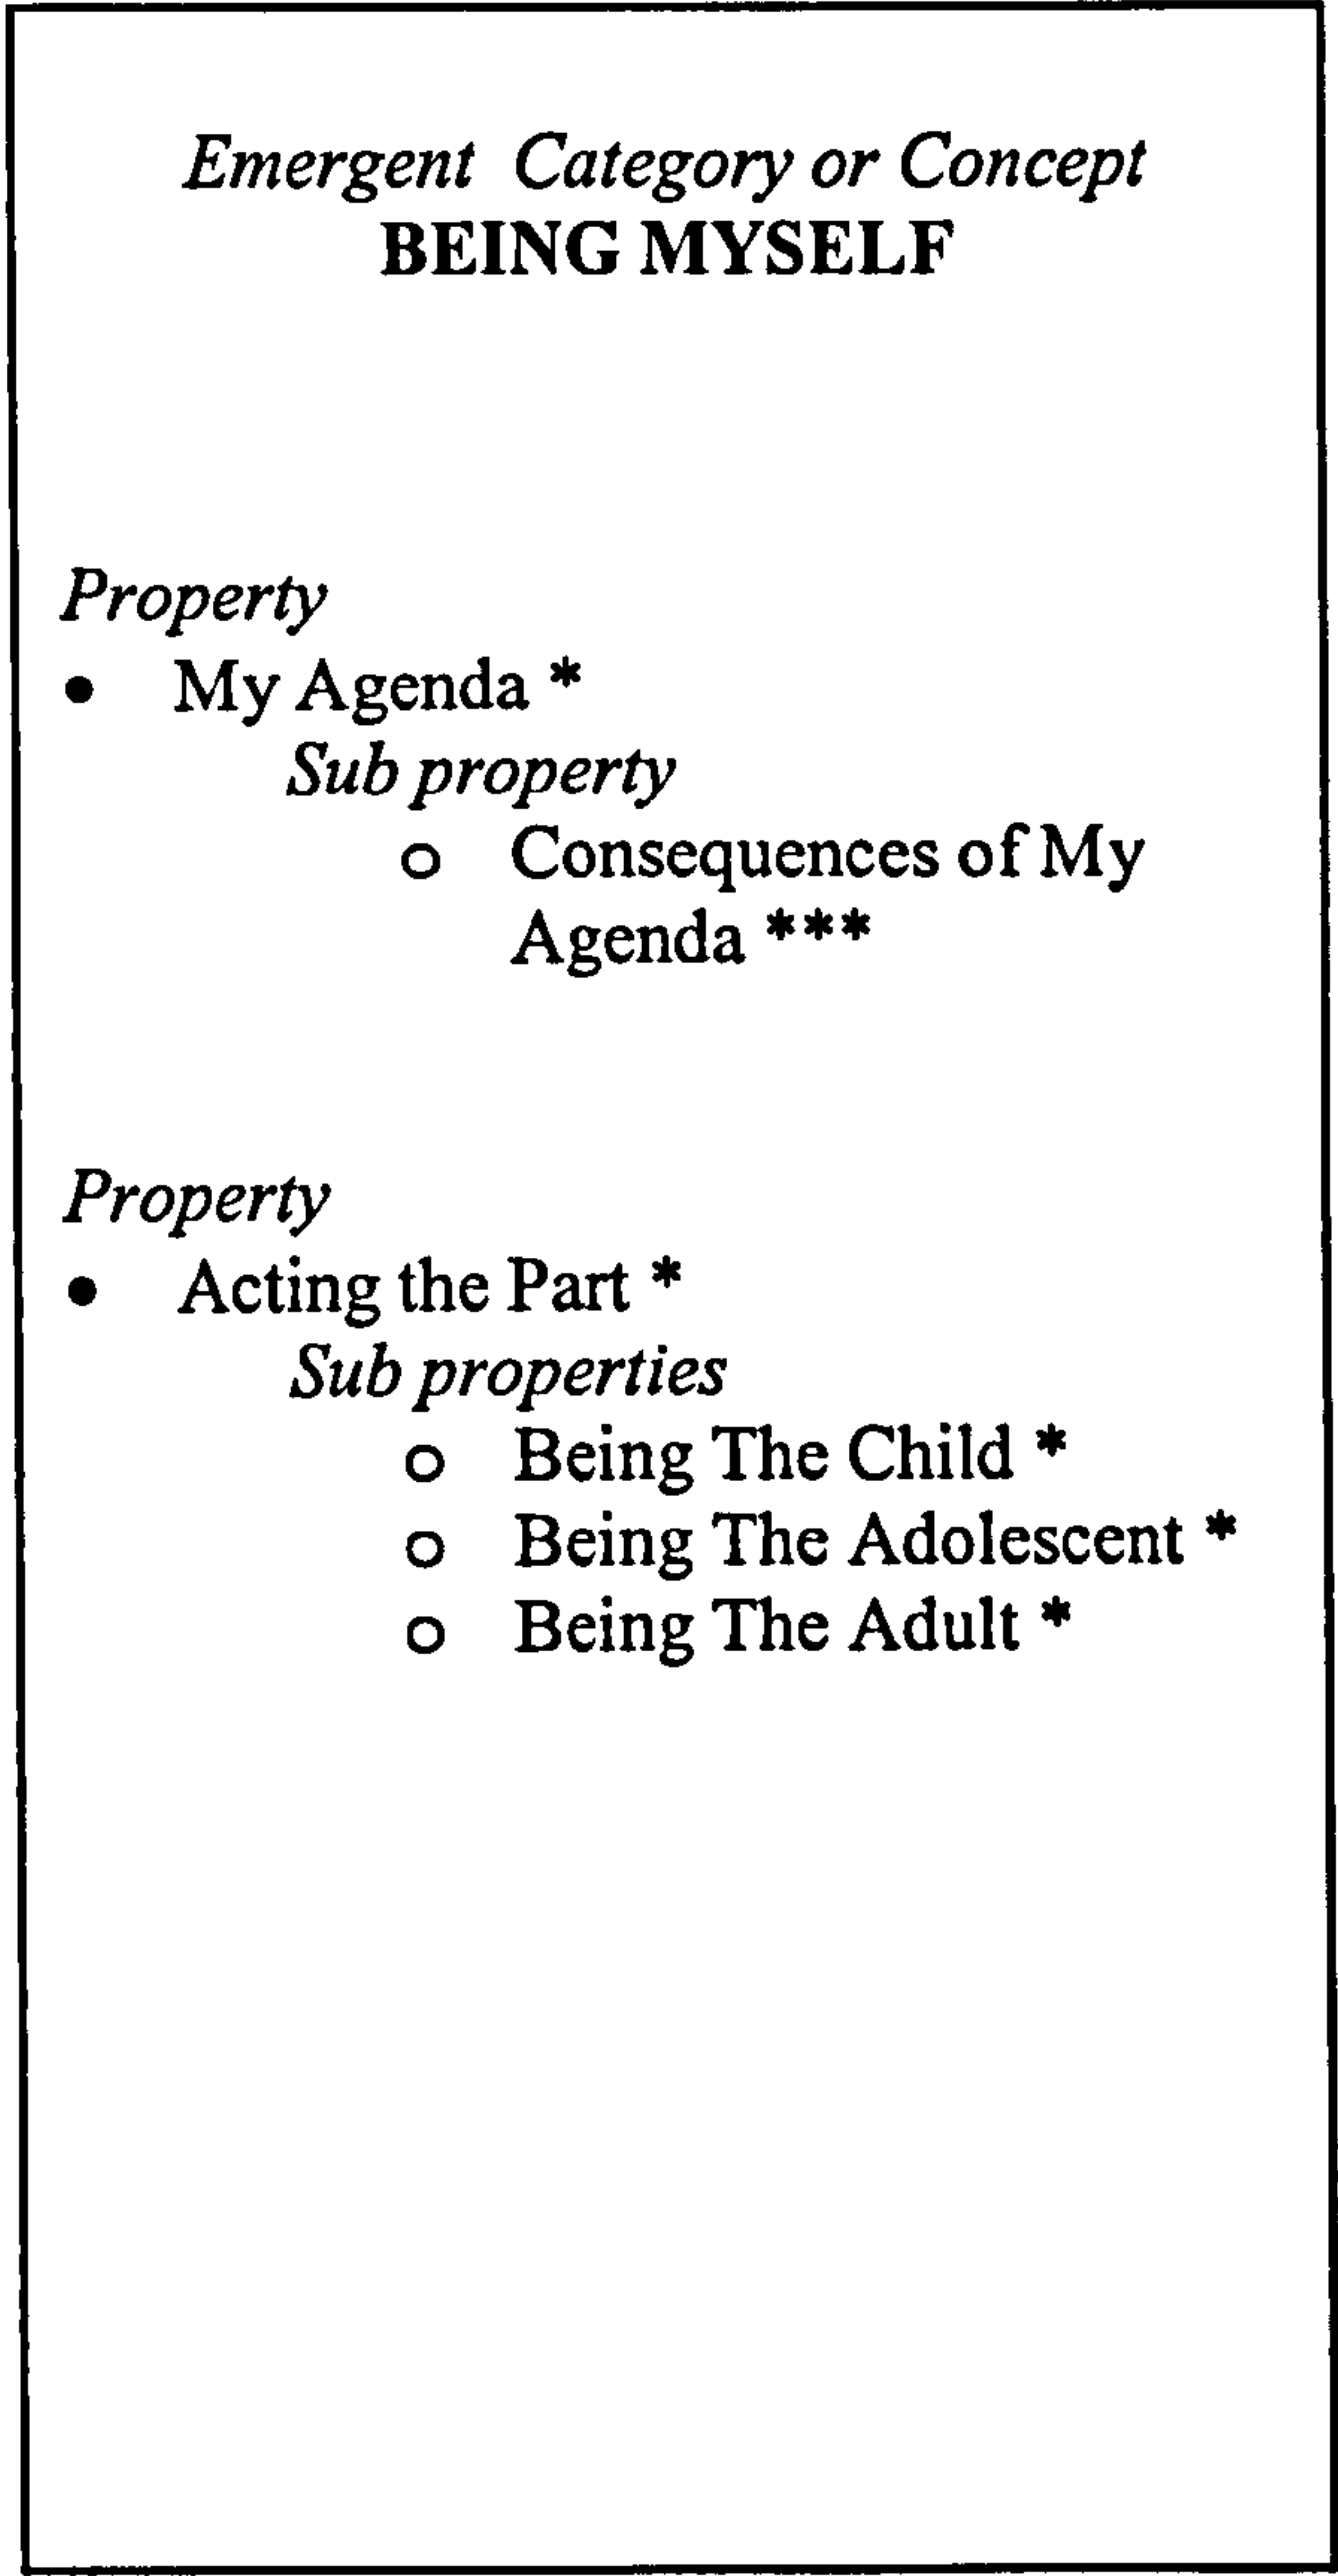 Emergent Category or Concept
BEING MYSELF
Property
• My Agenda *
Sub property
o Consequences of My
Agenda ***
Property
• Acting the Part *
Sub properties
o Being The Child *
o Being The Adolescent *
o Being The Adult *